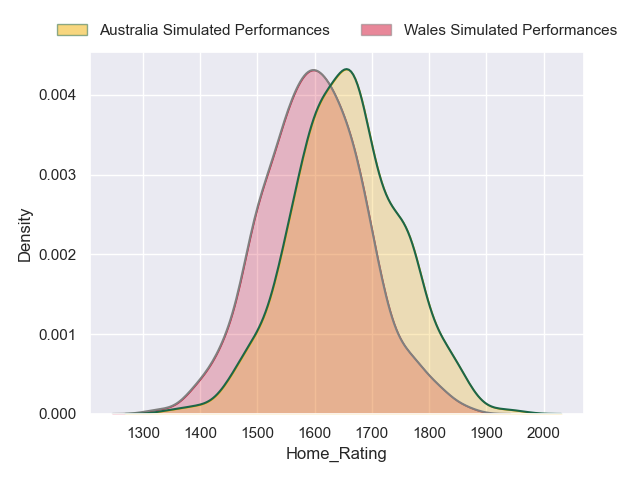 Australia Simulated Performances
Wales Simulated Performances
0.004
0.003
0.002
0.001
0.000
Density
1300 1400 1500 1600 1700 1800 1900 2000
Home_Rating